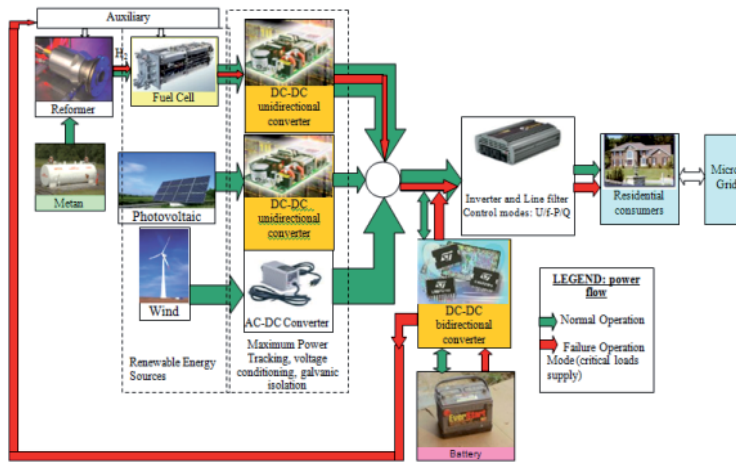 Auxiliary
H2
Reformer
Fuel Cell
DC-DC
unidirectional
converter
Metan
Photovoltaic
DC-DC
unidirectional
converter
Wind
AC-DC Converter
Renewable Energy
Sources
Maximum Power
Tracking, voltage
conditioning, galvanic
isolation
Inverter and Line filter
Control modes: U/f-P/Q
Residential
consumers
Micro
Grid
DC-DC
bidirectional
converter
Battery
EverStart
LEGEND: power
flow
Normal Operation
Failure Operation
Mode (critical loads
supply)